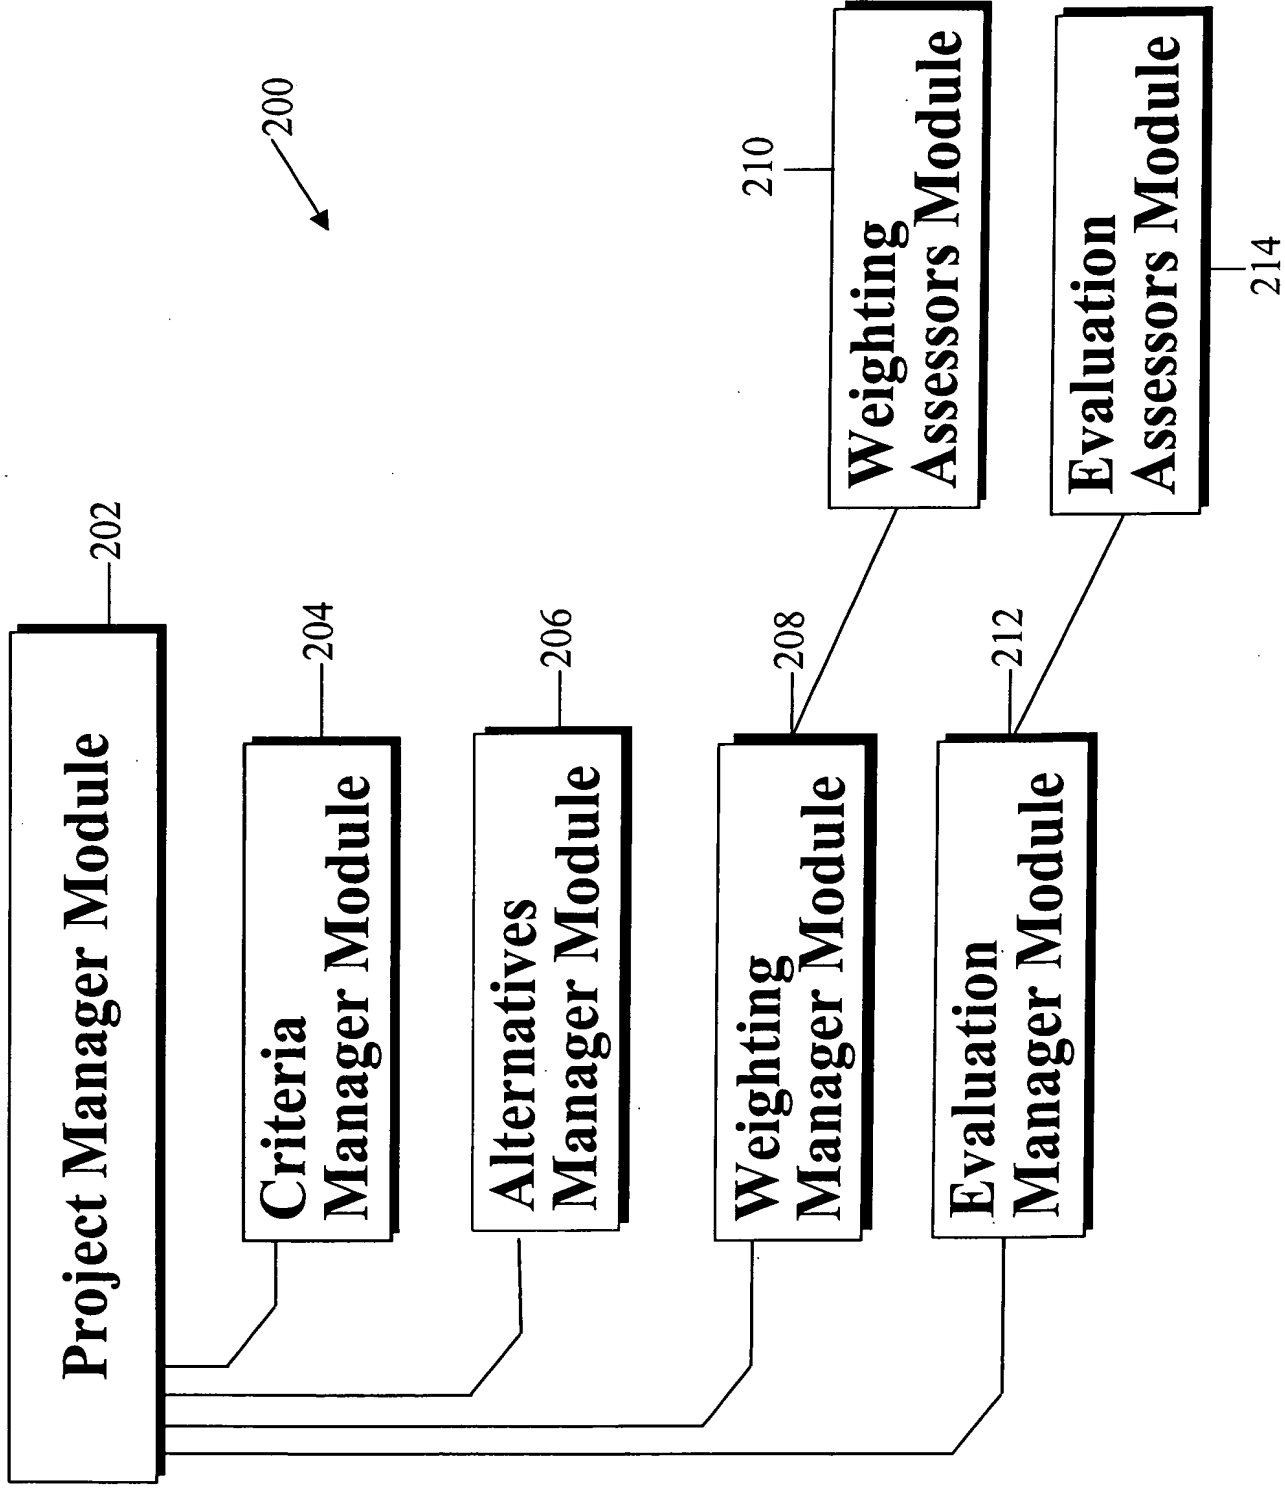 200
Project Manager Module
202
Criteria
Manager Module
204
Alternatives
Manager Module
206
Weighting
Manager Module
208
Weighting
Assessors Module
210
Evaluation
Manager Module
212
Evaluation
Assessors Module
214